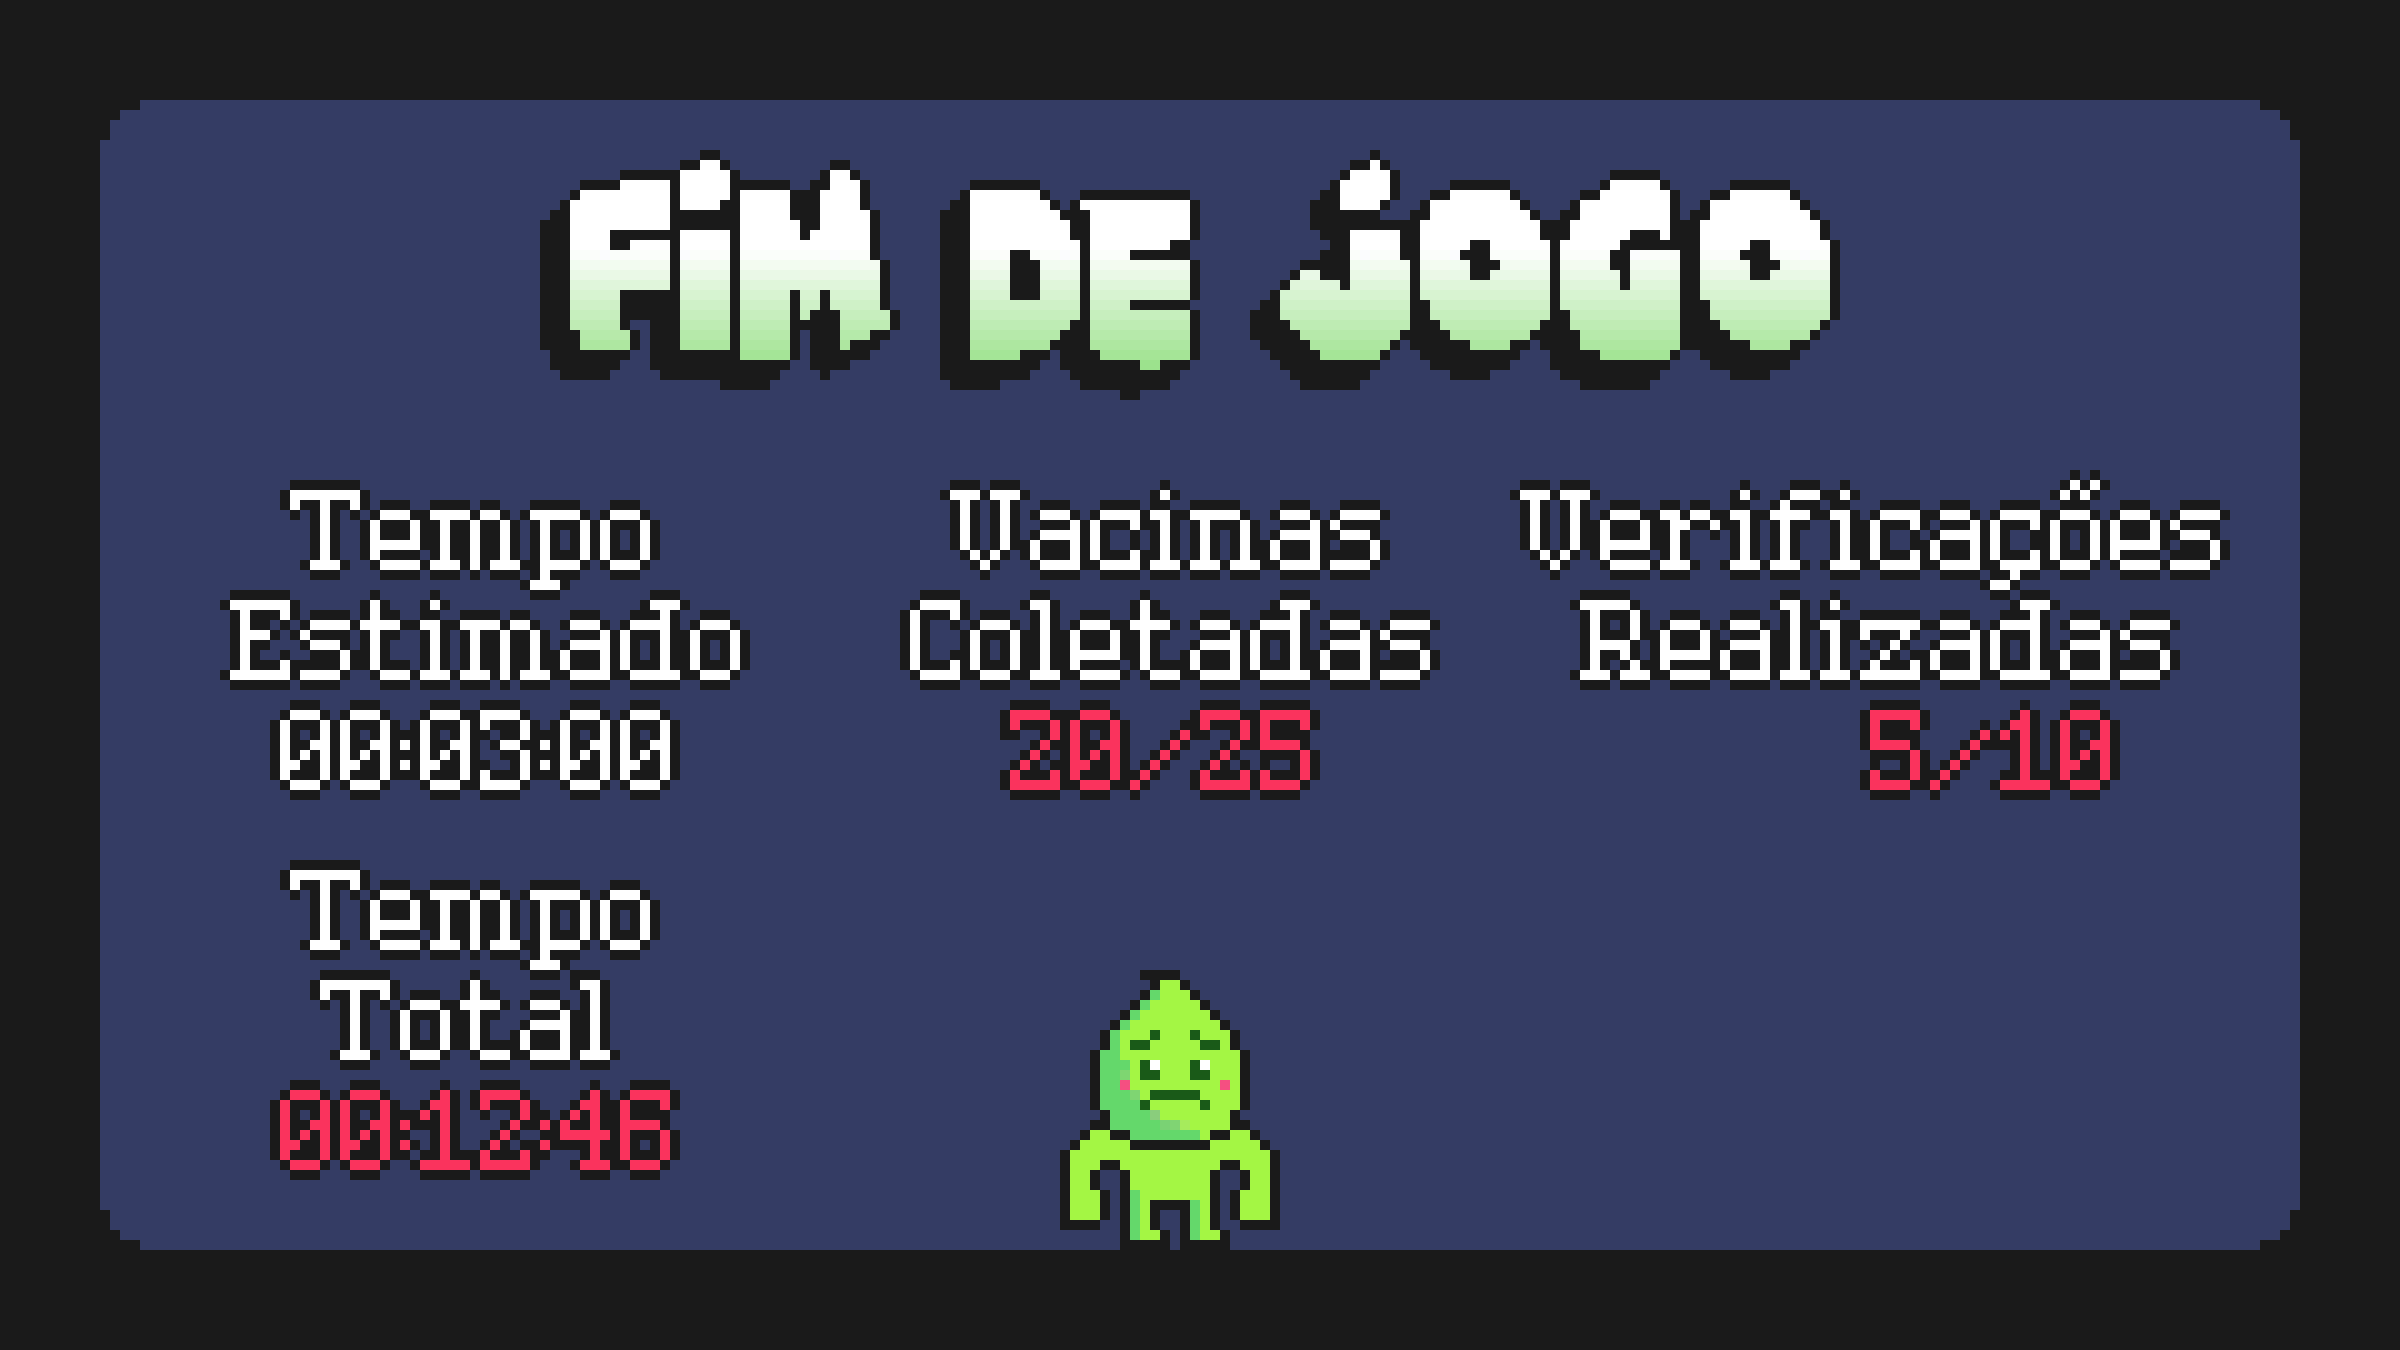 FiM DE jOGO
Tempo
Estimado
00:03:00
Vacinas
Coletadas
20/25
Verificações
Realizadas
5/10
Tempo
Total
00:12:46